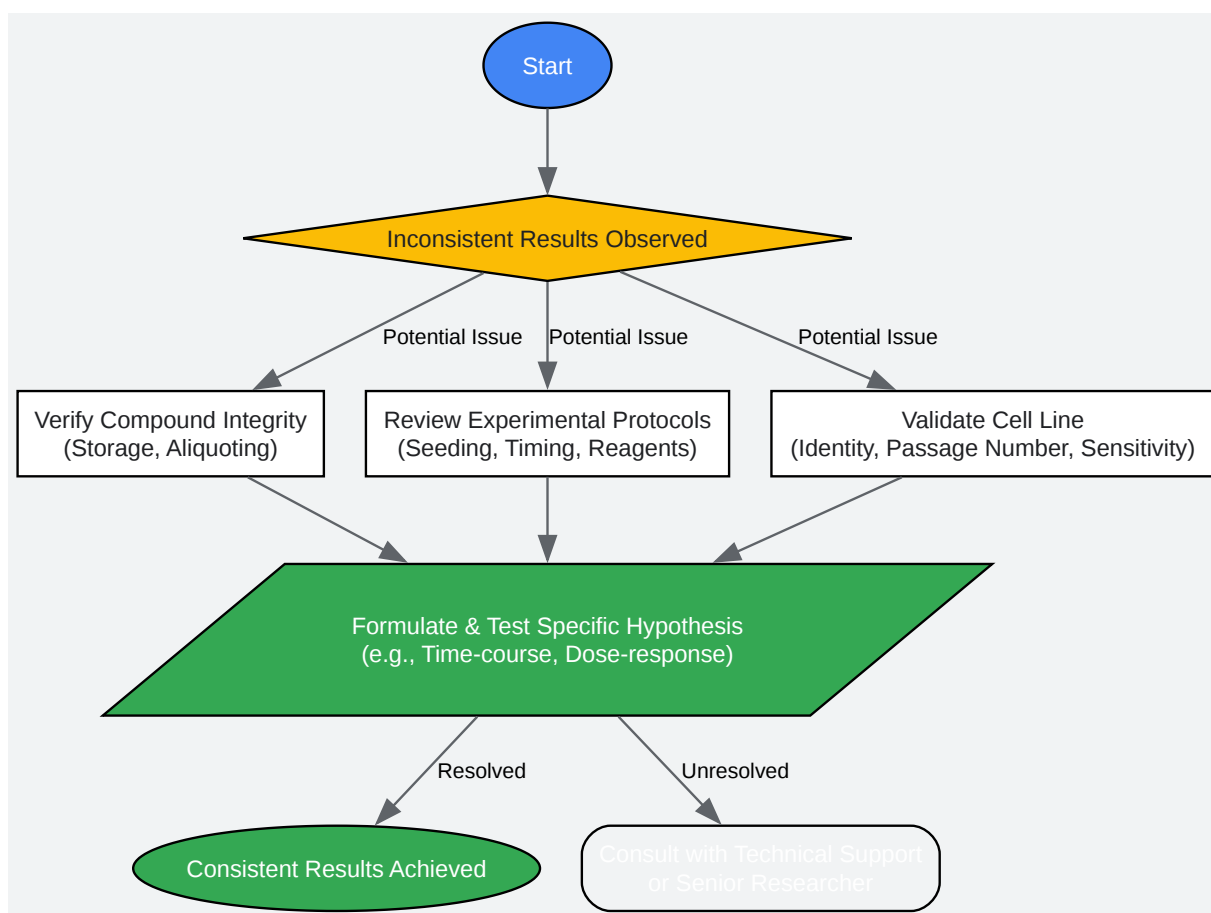 Start
Inconsistent Results Observed
Potential Issue
Potential Issue
Potential Issue
Verify Compound Integrity
(Storage, Aliquoting)
Review Experimental Protocols
(Seeding, Timing, Reagents)
Validate Cell Line
(Identity, Passage Number, Sensitivity)
Formulate & Test Specific Hypothesis
(e.g., Time-course, Dose-response)
Resolved
Unresolved
Consistent Results Achieved
Consult with Technical Support
or Senior Researcher